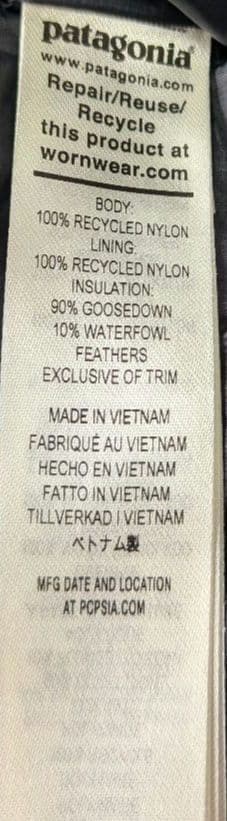 patagonia®
www.patagonia.com
Repair/Reuse/
Recycle
this product at
wornwear.com
BODY:
100% RECYCLED NYLON
LINING:
100% RECYCLED NYLON
INSULATION:
90% GOOSEDOWN
10% WATERFOWL
FEATHERS
EXCLUSIVE OF TRIM
MADE IN VIETNAM
FABRIQUÉ AU VIETNAM
HECHO EN VIETNAM
FATTO IN VIETNAM
TILLVERKAD I VIETNAM
ベトナム製
MFG DATE AND LOCATION
AT PCPSIA.COM